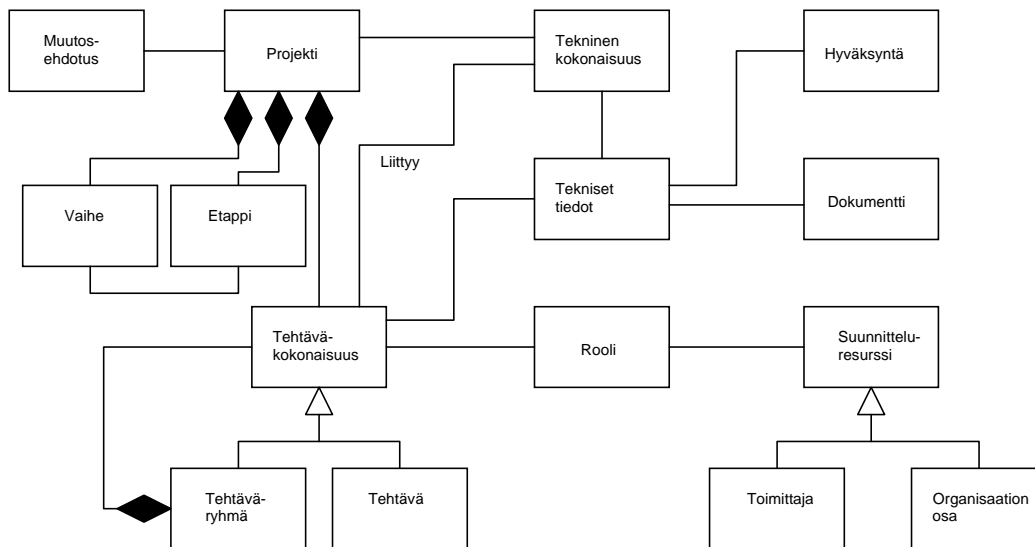 Muutos-
ehdotus
Projekti
Tekninen
kokonaisuus
Hyväksyntä
Liittyy
Vaihe
Etappi
Tekniset
tiedot
Dokumentti
Tehtävä-
kokonaisuus
Rooli
Suunnittelu-
resurssi
Tehtävä-
ryhmä
Tehtävä
Toimittaja
Organisaation
osa